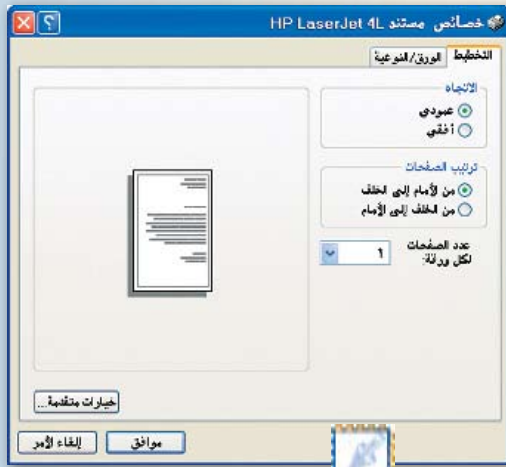 خصائص مستند HP LaserJet 4L
التخطيط
الورق/النوعية
الاتجاه
عمودي
أفقي
ترتيب الصفحات
من الأمام إلى الخلف
من الخلف إلى الأمام
عدد الصفحات
لكل ورقة:
1
خيارات متقدمة...
موافق
إلغاء الأمر